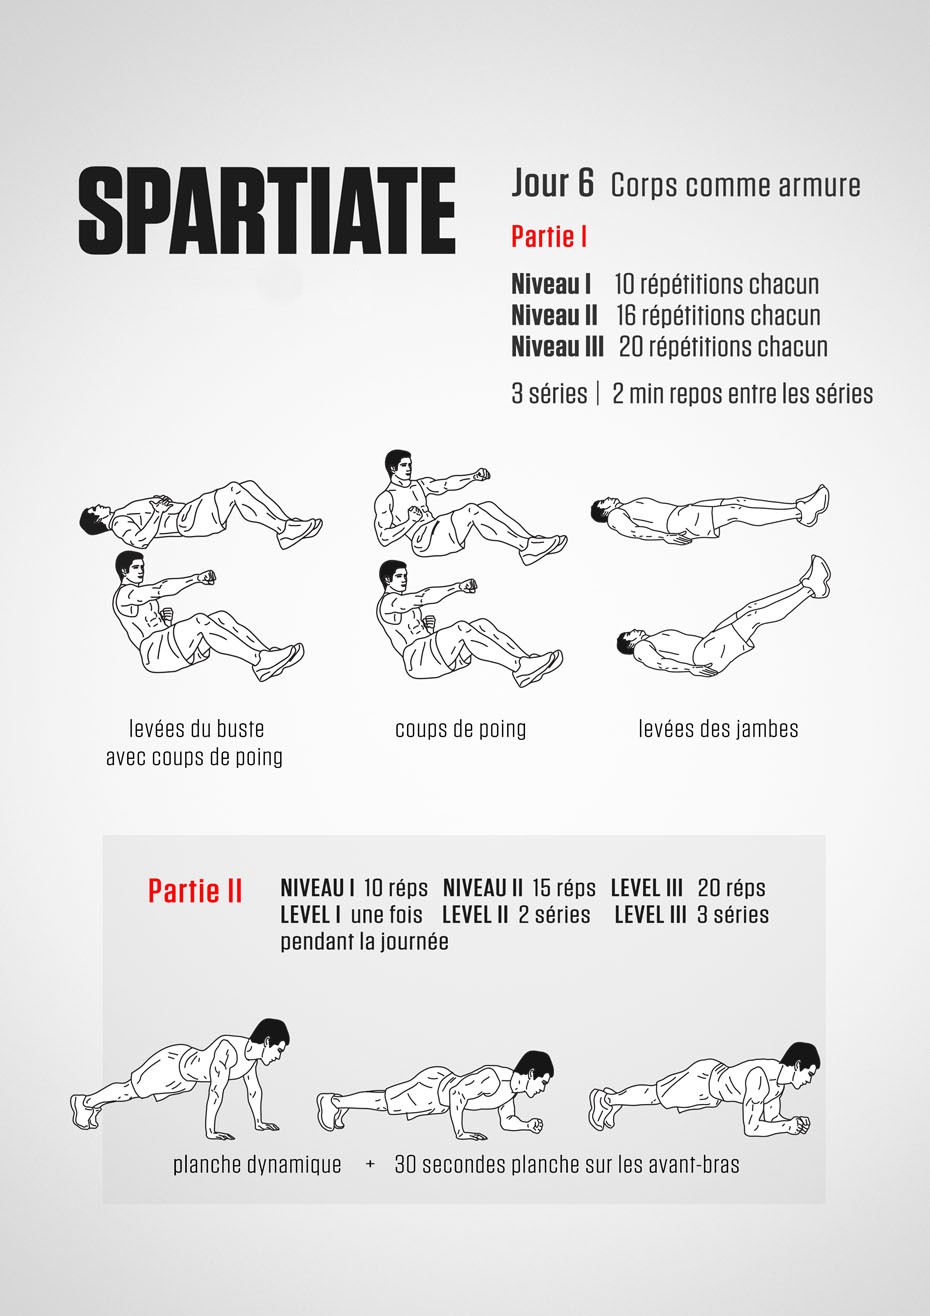 SPARTIATE
Jour 6 Corps comme armure
Partie I
Niveau I 10 répétitions chacun
Niveau II 16 répétitions chacun
Niveau III 20 répétitions chacun
3 séries | 2 min repos entre les séries
levées du buste
avec coups de poing
coups de poing
levées des jambes
Partie II
NIVEAU I 10 réps NIVEAU II 15 réps LEVEL III 20 réps
LEVEL I une fois LEVEL II 2 séries LEVEL III 3 séries
pendant la journée
planche dynamique + 30 secondes planche sur les avant-bras